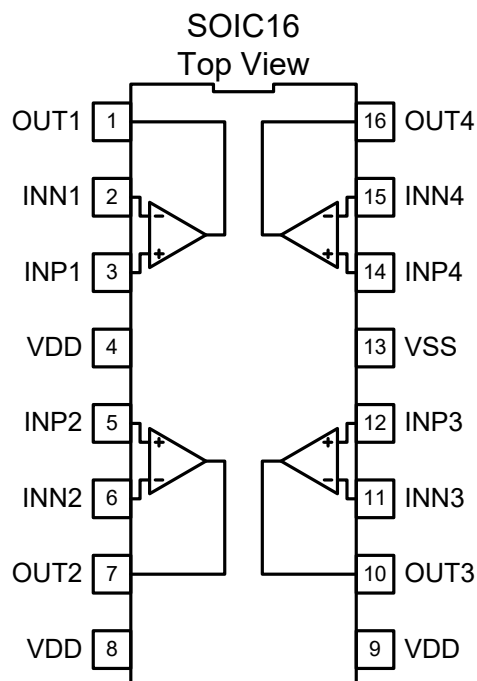 SOIC16
Top View
OUT1 1 16 OUT4
INN1 2 15 INN4
INP1 3 14 INP4
VDD 4 13 VSS
INP2 5 12 INP3
INN2 6 11 INN3
OUT2 7 10 OUT3
VDD 8 9 VDD